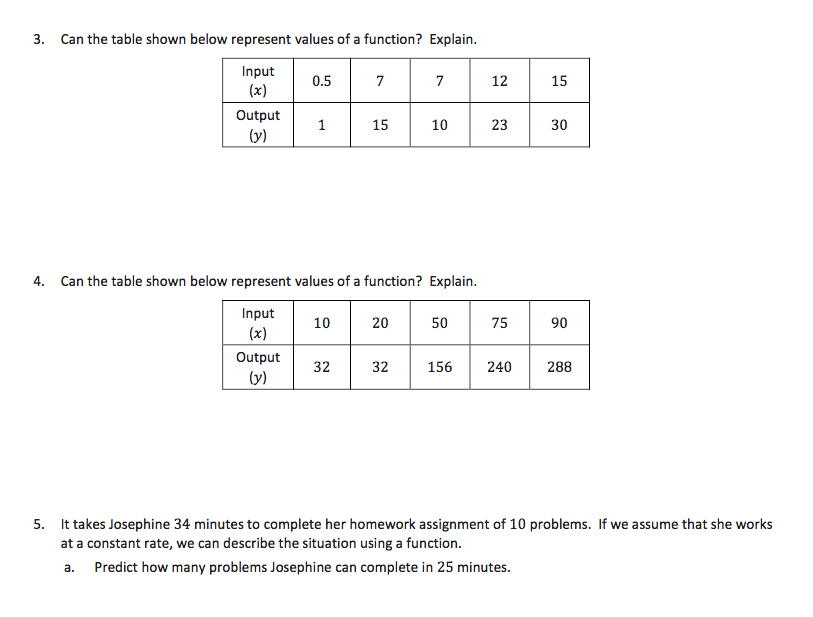 3. Can the table shown below represent values of a function? Explain.
Input (x) 0.5 7 7 12 15
Output (y) 1 15 10 23 30
4. Can the table shown below represent values of a function? Explain.
Input (x) 10 20 50 75 90
Output (y) 32 32 156 240 288
5. It takes Josephine 34 minutes to complete her homework assignment of 10 problems. If we assume that she works
at a constant rate, we can describe the situation using a function.
a. Predict how many problems Josephine can complete in 25 minutes.